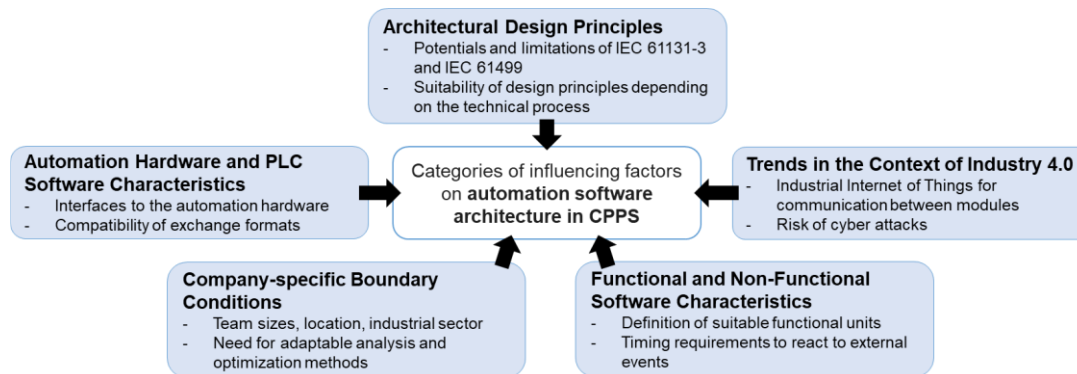 Architectural Design Principles
- Potentials and limitations of IEC 61131-3
and IEC 61499
- Suitability of design principles depending
on the technical process
Automation Hardware and PLC
Software Characteristics
- Interfaces to the automation hardware
- Compatibility of exchange formats
Categories of influencing factors
on automation software
architecture in CPPS
Trends in the Context of Industry 4.0
- Industrial Internet of Things for
communication between modules
- Risk of cyber attacks
Company-specific Boundary
Conditions
- Team sizes, location, industrial sector
- Need for adaptable analysis and
optimization methods
Functional and Non-Functional
Software Characteristics
- Definition of suitable functional units
- Timing requirements to react to external
events